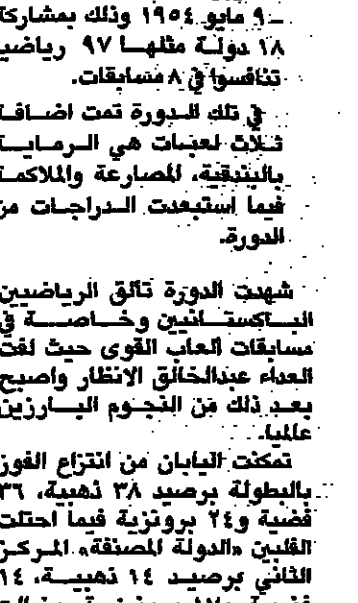 ـ ٩ مايو ١٩٥٤ وذلك بمشاركة
١٨ دولة مثلها ٩٧ رياضيا
تنافسوا في ٨ مسابقات.
في تلك الدورة تمت اضافة
ثلاث لعبات هي الرماية
بالبندقية، المصارعة والملاكمة
فيما استبعدت الدراجات من
الدورة.
شهدت الدورة تألق الرياضيين
الباكستانيين وخاصة في
مسابقات ألعاب القوى حيث لفت
العداء عبدالخالق الانظار واصبح
بعد ذلك من النجوم البارزين
عالميا.
تمكنت اليابان من انتزاع الفوز
بالبطولة برصيد ٣٨ ذهبية، ٣٦
فضية و٢٤ برونزية فيما احتلت
الفلبين «الدولة المصنفة» المركز
الثاني برصيد ١٤ ذهبية، ١٤